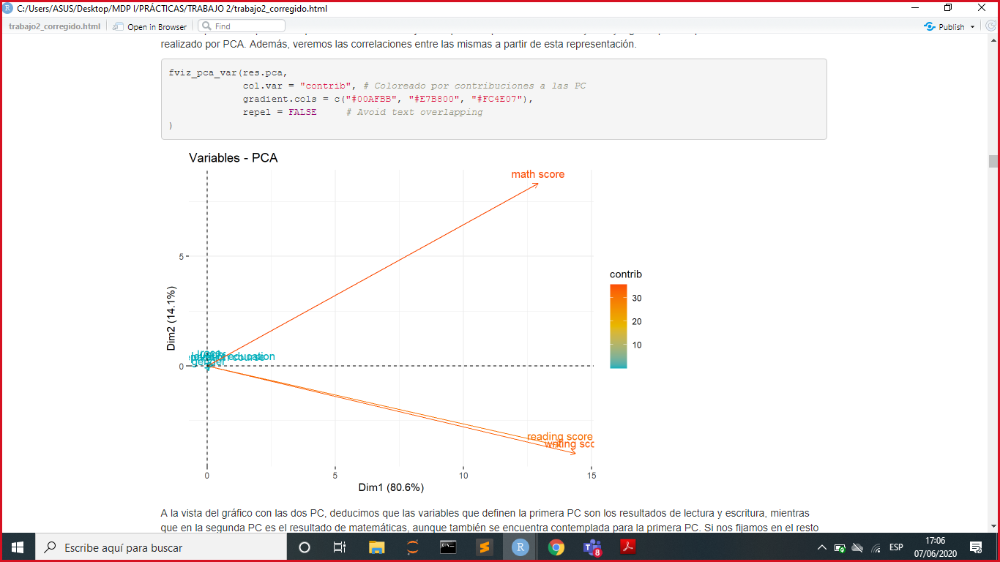 C:/Users/ASUS/Desktop/MDP I/PRÁCTICAS/TRABAJO 2/trabajo2_corregido.html
trabajo2_corregido.html Open in Browser Find Publish
realizado por PCA. Además, veremos las correlaciones entre las mismas a partir de esta representación.
fviz_pca_var(res.pca,
col.var = "contrib", # Coloreado por contribuciones a las PC
gradient.cols = c("#00AFBB", "#E7B800", "#FC4E07"),
repel = FALSE # Avoid text overlapping
)
Variables - PCA
math score
5
contrib
30
20
10
Dim2 (14.1%)
education
course
gender
0
reading score
writing sco
0 5 10 15
Dim1 (80.6%)
A la vista del gráfico con las dos PC, deducimos que las variables que definen la primera PC son los resultados de lectura y escritura, mientras
que en la segunda PC es el resultado de matemáticas, aunque también se encuentra contemplada para la primera PC. Si nos fijamos en el resto
Escribe aquí para buscar
R
8
ESP
17:06
07/06/2020